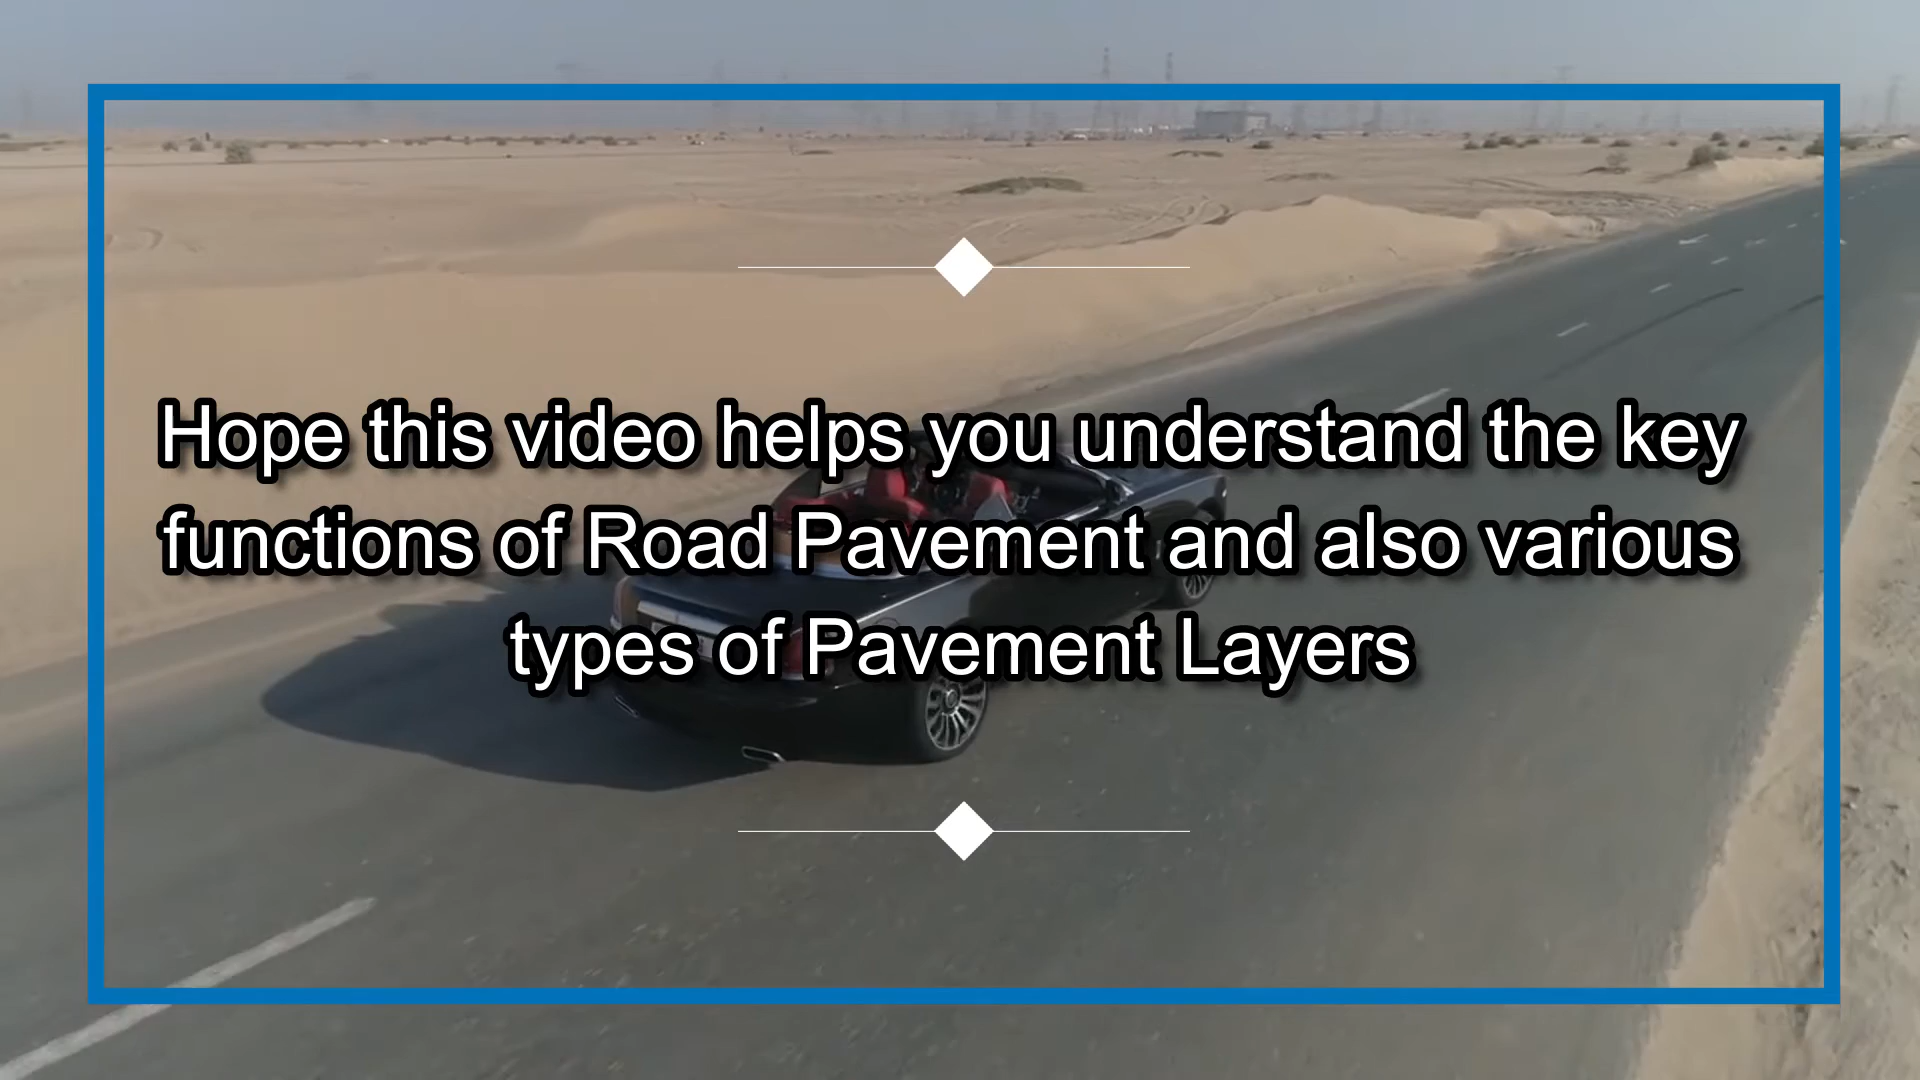 Hope this video helps you understand the key
functions of Road Pavement and also various
types of Pavement Layers